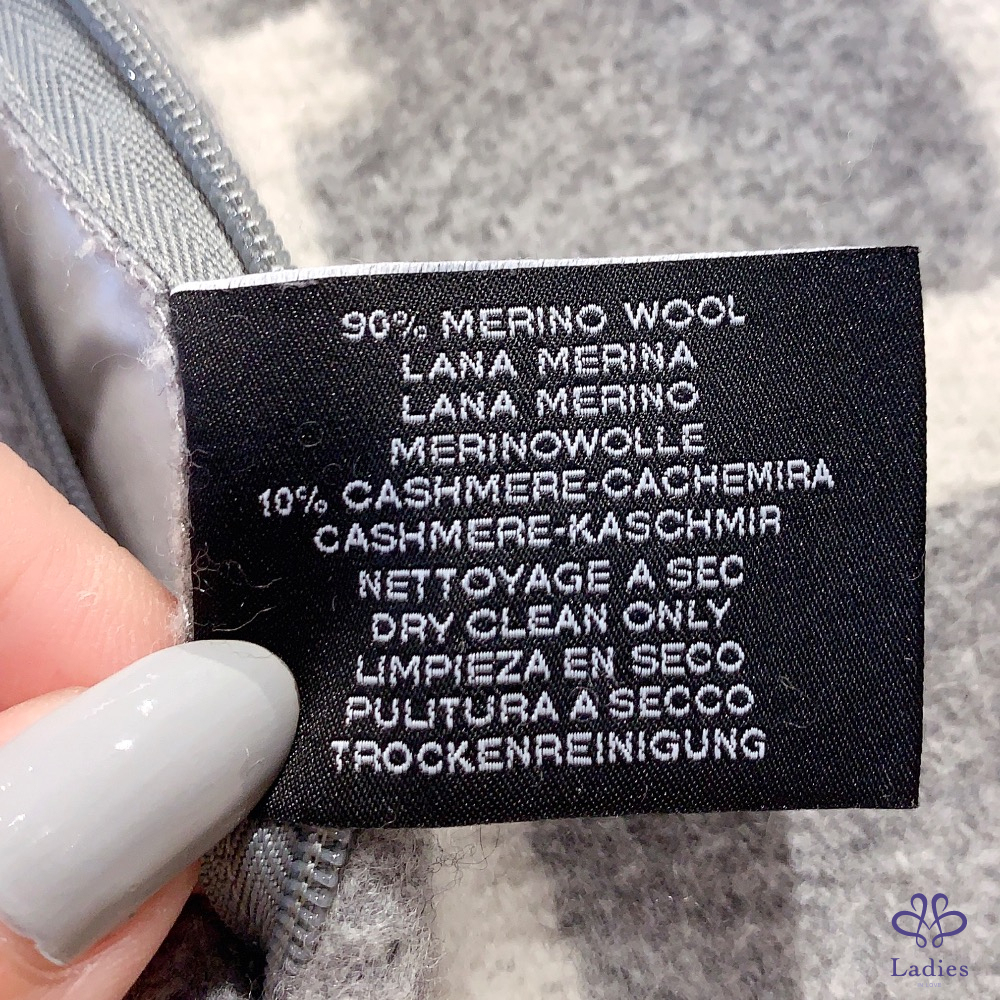 90% MERINO WOOL
LANA MERINA
LANA MERINO
MERINOWOLLE
10% CASHMERE-CACHEMIRA
CASHMERE-KASCHMIR
NETTOYAGE A SEC
DRY CLEAN ONLY
LIMPIEZA EN SECO
PULITURA A SECCO
TROCKENREINIGUNG
Ladies